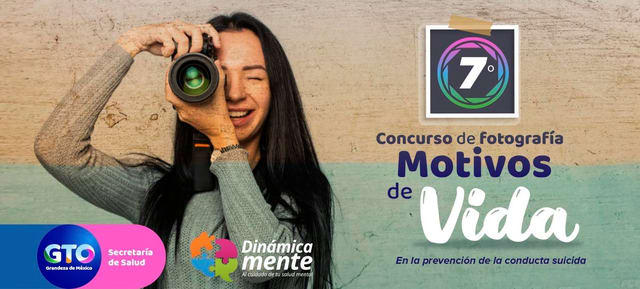 7°
Concurso de fotografía
Motivos
de Vida
En la prevención de la conducta suicida
GTO
Grandeza de México
Secretaría
de Salud
Dinámica
mente
Al cuidado de tu salud mental